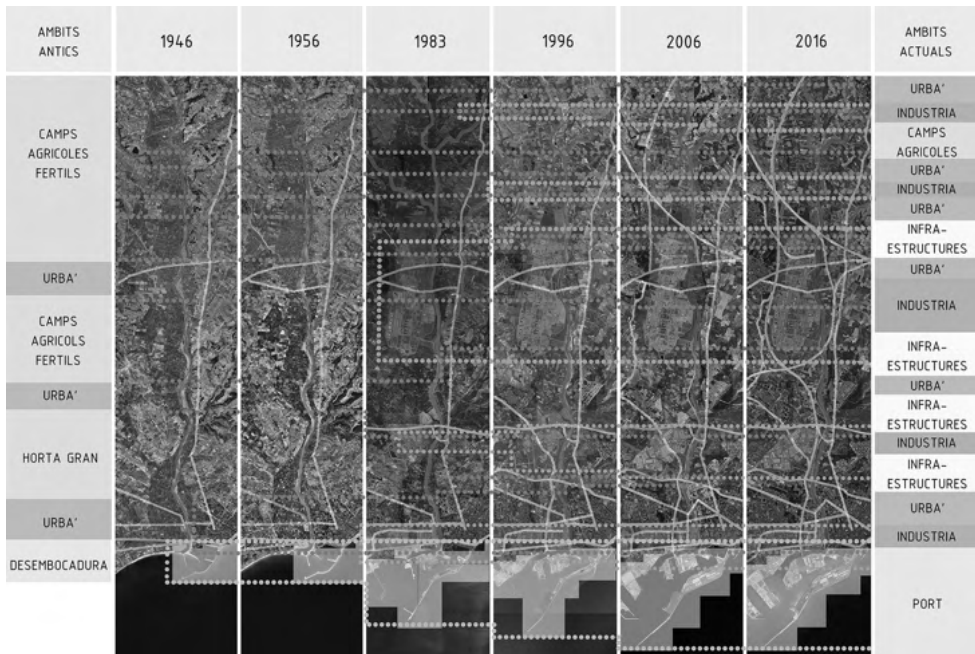 AMBITS
ANTICS
1946
1956
1983
1996
2006
2016
AMBITS
ACTUALS
CAMPS
AGRICOLES
FERTILS
URBA'
CAMPS
AGRICOLS
FERTILS
URBA'
HORTA GRAN
URBA'
DESEMBOCADURA
URBA'
INDUSTRIA
CAMPS
AGRICOLES
URBA'
INDUSTRIA
URBA'
INFRA-
ESTRUCTURES
URBA'
INDUSTRIA
INFRA-
ESTRUCTURES
URBA'
INFRA-
ESTRUCTURES
INDUSTRIA
INFRA-
ESTRUCTURES
URBA'
INDUSTRIA
PORT